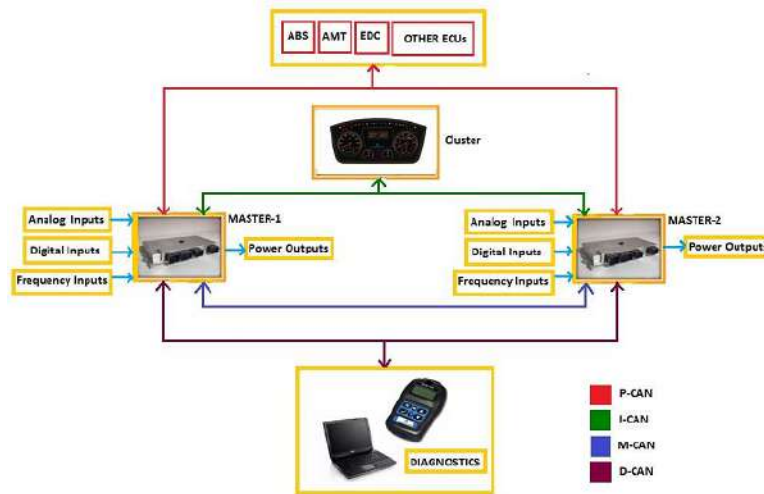 ABS AMT EDC OTHER ECUs
Cluster
MASTER-1
Analog Inputs
Digital Inputs
Frequency Inputs
Power Outputs
MASTER-2
Analog Inputs
Digital Inputs
Frequency Inputs
Power Outputs
DIAGNOSTICS
P-CAN
I-CAN
M-CAN
D-CAN